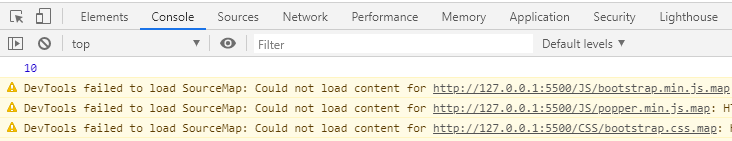 Elements Console Sources Network Performance Memory Application Security Lighthouse
top Filter Default levels
10
DevTools failed to load SourceMap: Could not load content for http://127.0.0.1:5500/JS/bootstrap.min.js.map
DevTools failed to load SourceMap: Could not load content for http://127.0.0.1:5500/JS/popper.min.js.map: HT
DevTools failed to load SourceMap: Could not load content for http://127.0.0.1:5500/CSS/bootstrap.css.map: